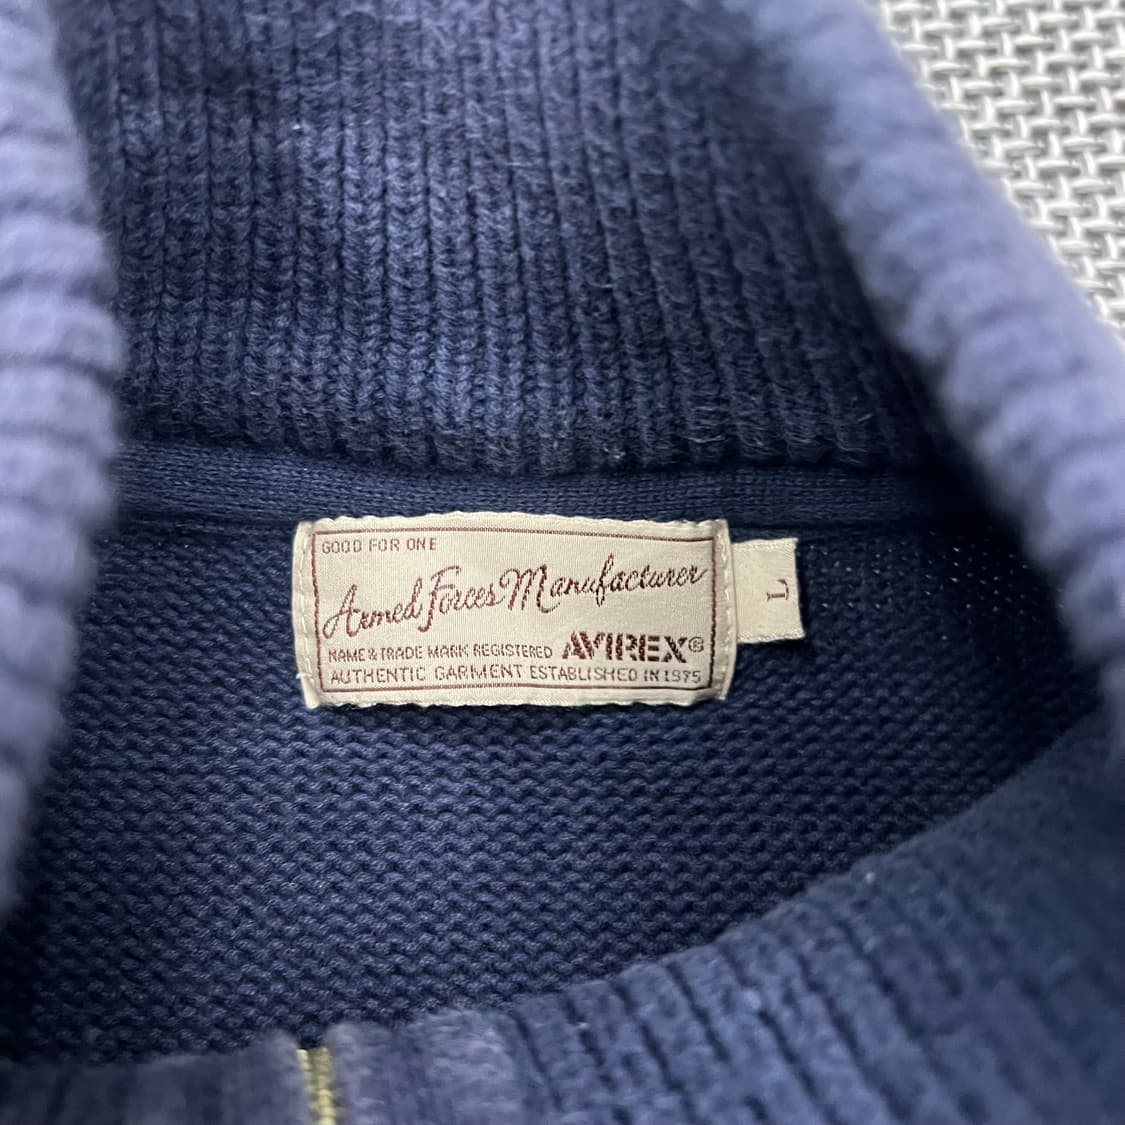 GOOD FOR ONE
Armed Forces Manufacturer
NAME & TRADE MARK REGISTERED AVIREX®
AUTHENTIC GARMENT ESTABLISHED IN 1975
L